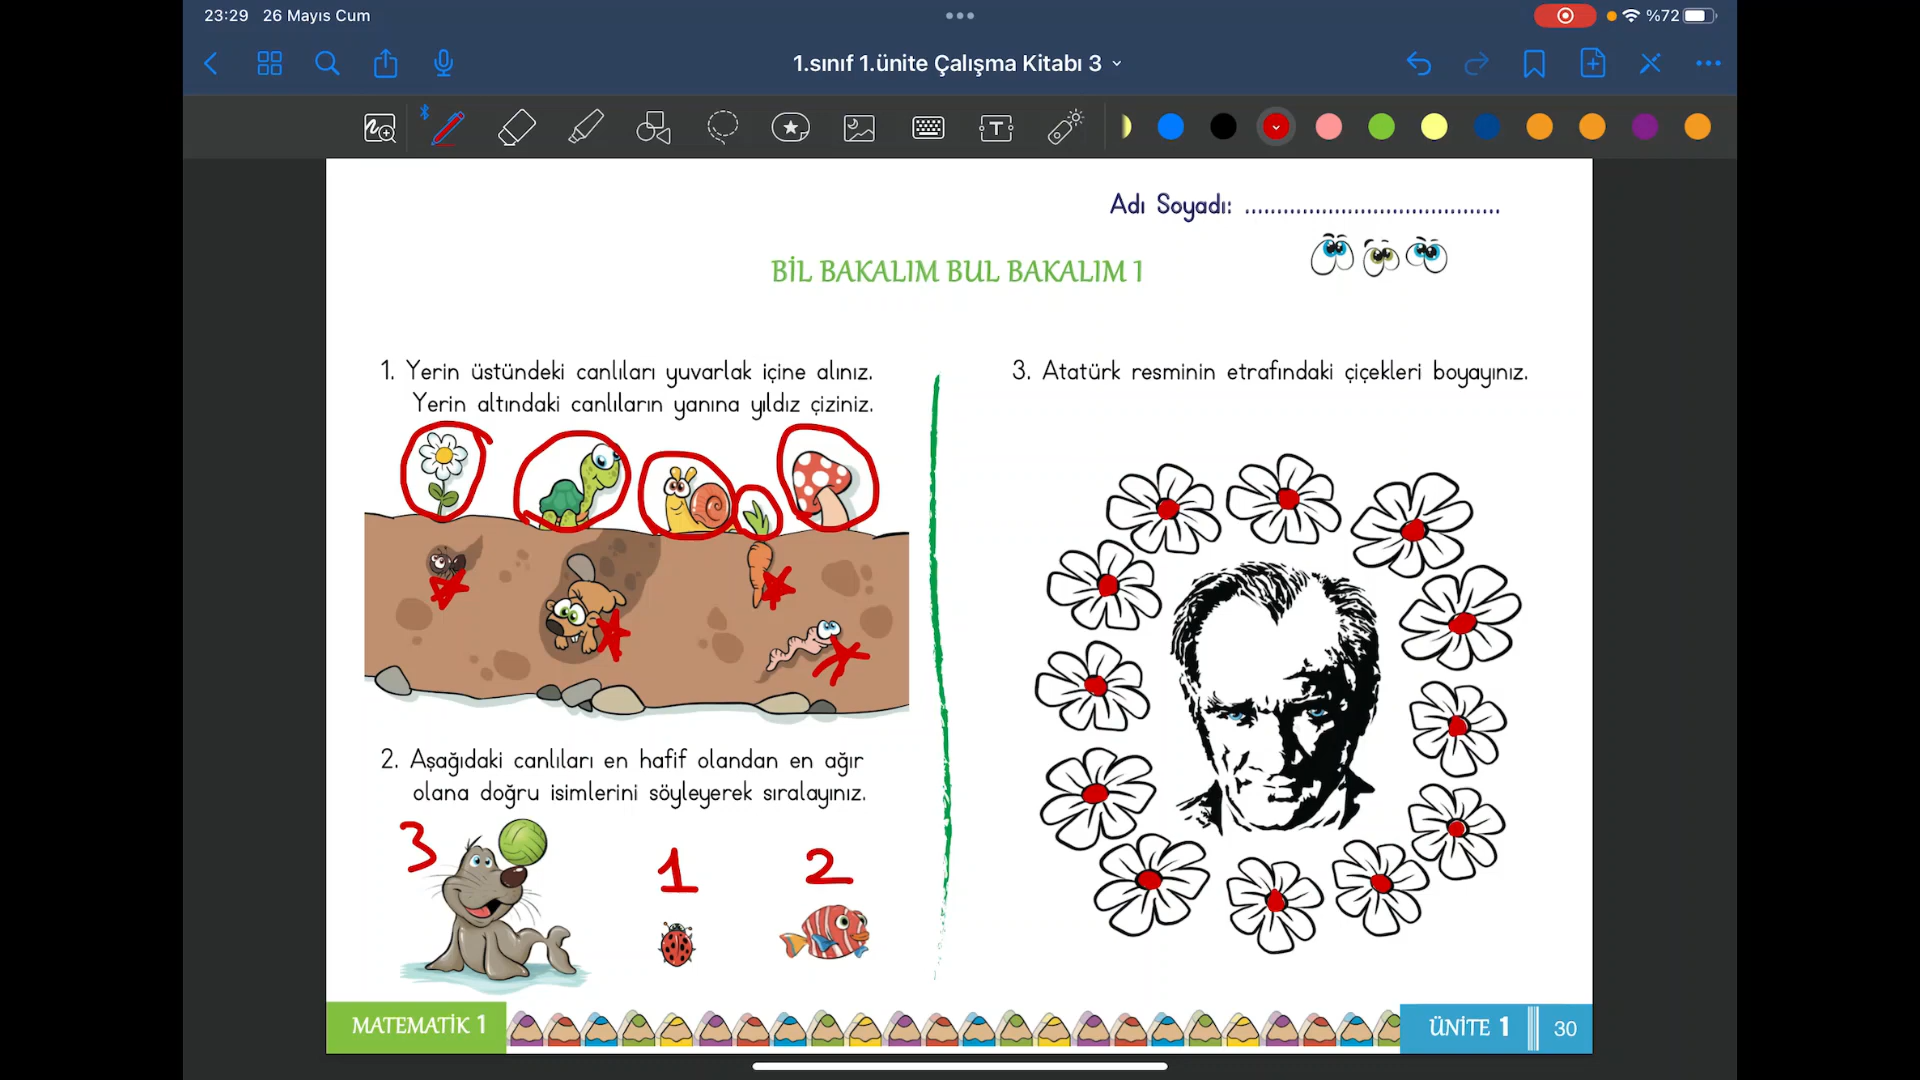 23:29 26 Mayıs Cum
%72
1.sınıf 1.ünite Çalışma Kitabı 3
T
Adı Soyadı: ........................................
BİL BAKALIM BUL BAKALIM 1
1. Yerin üstündeki canlıları yuvarlak içine alınız.
Yerin altındaki canlıların yanına yıldız çiziniz.
2. Aşağıdaki canlıları en hafif olandan en ağır
olana doğru isimlerini söyleyerek sıralayınız.
3 1 2
3. Atatürk resminin etrafındaki çiçekleri boyayınız.
MATEMATİK 1
ÜNİTE 1 30